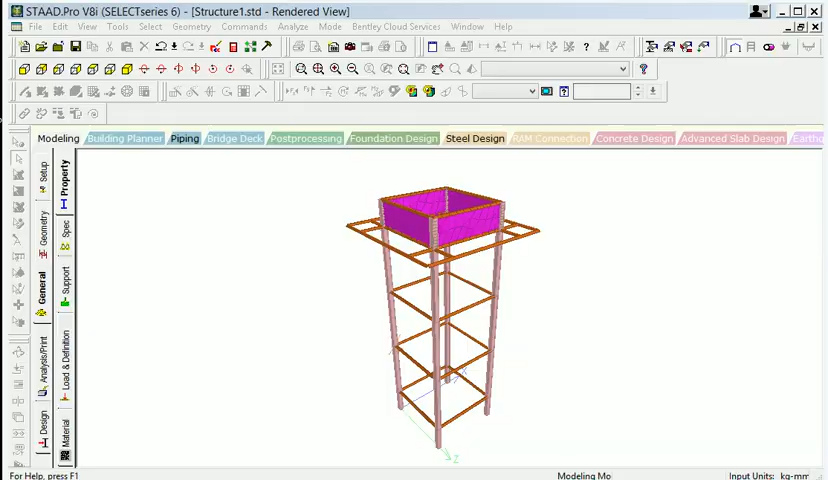 STAAD.Pro V8i (SELECTseries 6) - [Structure1.std - Rendered View]
File Edit View Tools Select Geometry Commands Analyze Mode Bentley Cloud Services Window Help
Modeling Building Planner Piping Bridge Deck Postprocessing Foundation Design Steel Design RAM Connection Concrete Design Advanced Slab Design Earthq
Setup
Geometry
General
Analysis/Print
Design
Property
Spec
Support
Load & Definition
Material
Z
For Help, press F1
Modeling Mo
Input Units: kg-mm